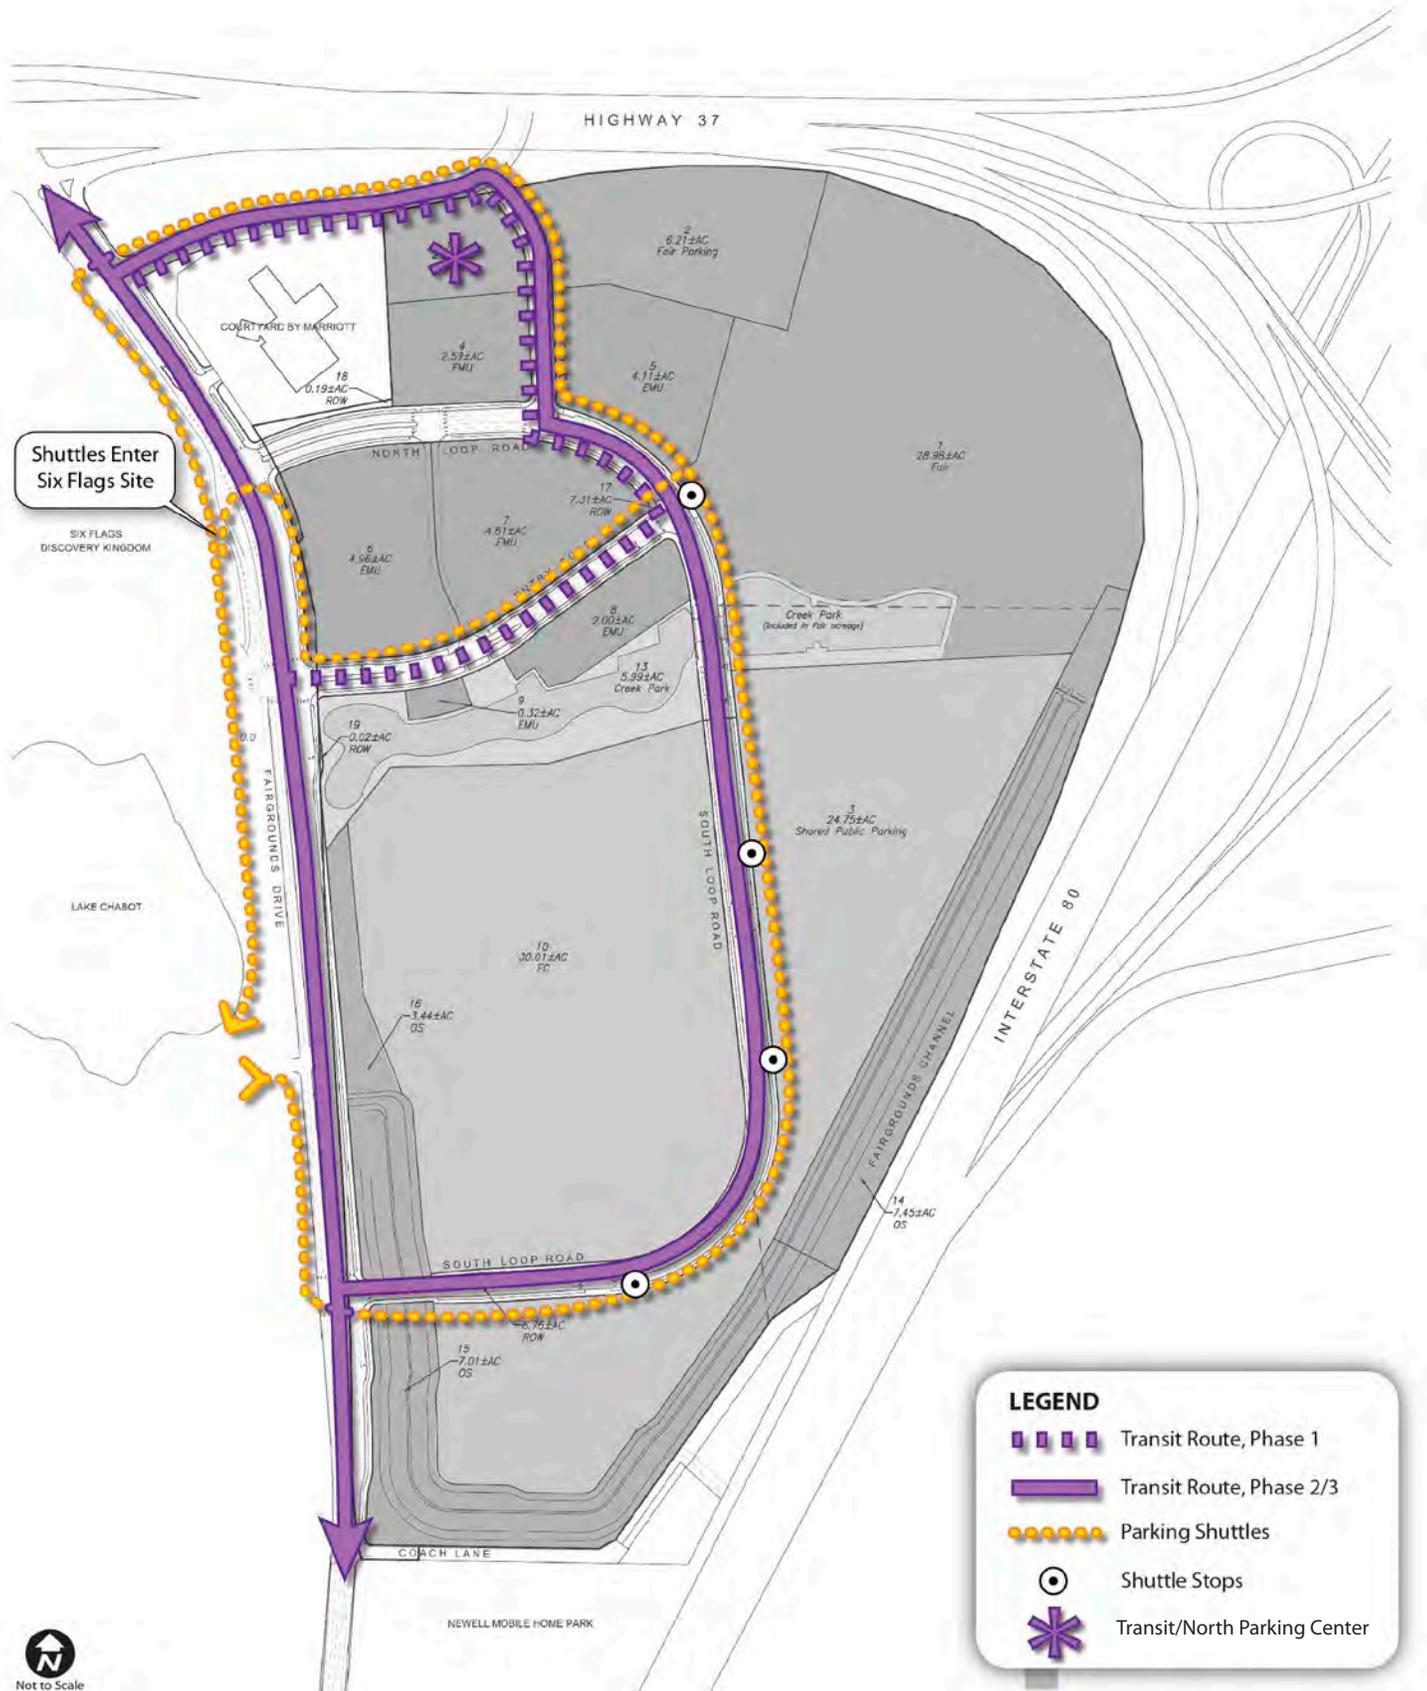 HIGHWAY 37
2
6.21±AC
Fair Parking
COURTYARD BY MARRIOTT
4
2.59±AC
EMU
5
4.11±AC
EMU
18
0.19±AC
ROW
1
28.98±AC
Fair
NORTH LOOP ROAD
Shuttles Enter
Six Flags Site
17
7.31±AC
ROW
SIX FLAGS
DISCOVERY KINGDOM
7
4.61±AC
EMU
6
4.96±AC
EMU
8
2.00±AC
EMU
Creek Park
(Included in Fair acreage)
13
5.99±AC
Creek Park
9
0.32±AC
EMU
19
0.02±AC
ROW
0.0
FAIRGROUNDS DRIVE
SOUTH LOOP ROAD
3
24.75±AC
Shared Public Parking
LAKE CHABOT
10
30.01±AC
FC
INTERSTATE 80
16
3.44±AC
OS
FAIRGROUNDS CHANNEL
14
7.45±AC
OS
SOUTH LOOP ROAD
6.76±AC
ROW
15
7.01±AC
OS
COACH LANE
NEWELL MOBILE HOME PARK
LEGEND
Transit Route, Phase 1
Transit Route, Phase 2/3
Parking Shuttles
Shuttle Stops
Transit/North Parking Center
N
Not to Scale